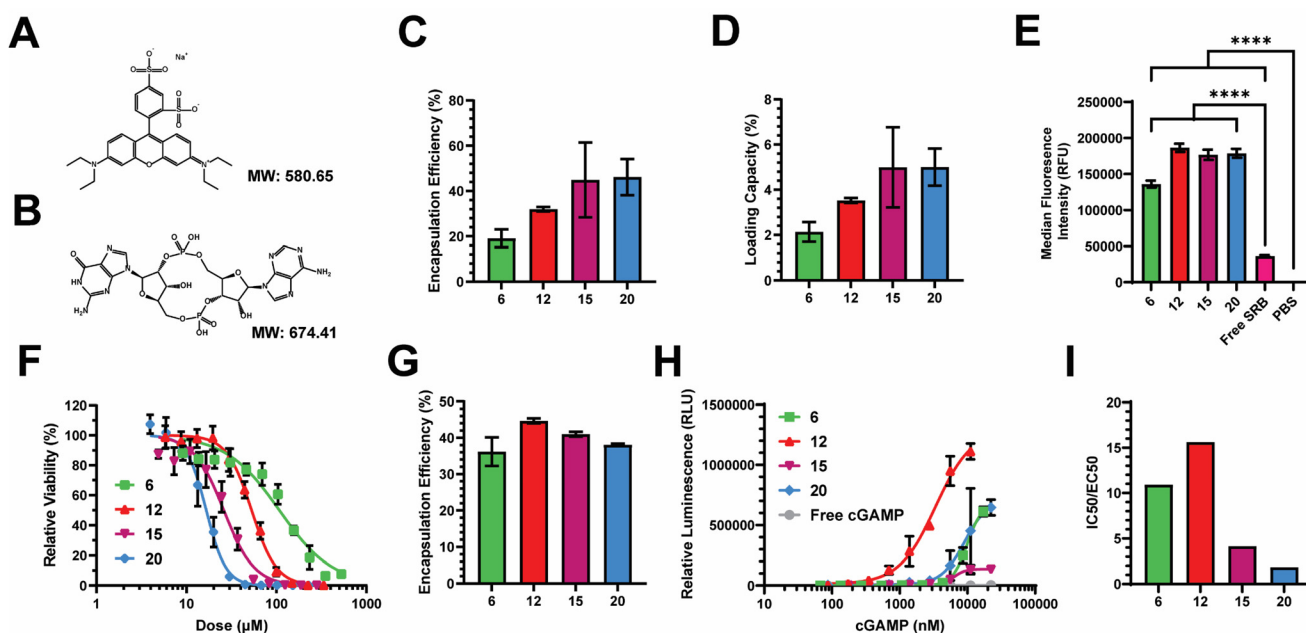 A
O⁻
Na⁺
O=S=O
O
S
O⁻
O
N
O
N⁺
MW: 580.65
B
O
N
N
HN
H₂N
N
O
O
P
OH
O
O
OH
O
O
P
O
OH
OH
N
N
N
N
NH₂
MW: 674.41
C
Encapsulation Efficiency (%)
80
60
40
20
0
6 12 15 20
D
Loading Capacity (%)
8
6
4
2
0
6 12 15 20
E
****
****
Median Fluoresence
Intensity (RFU)
250000
200000
150000
100000
50000
0
6 12 15 20 Free SRB PBS
F
Relative Viability (%)
120
100
80
60
40
20
0
6
12
15
20
1 10 100 1000
Dose (µM)
G
Encapsulation Efficiency (%)
50
40
30
20
10
0
6 12 15 20
H
Relative Luminescence (RLU)
1500000
1000000
500000
0
6
12
15
20
Free cGAMP
10 100 1000 10000 100000
cGAMP (nM)
I
IC50/EC50
20
15
10
5
0
6 12 15 20